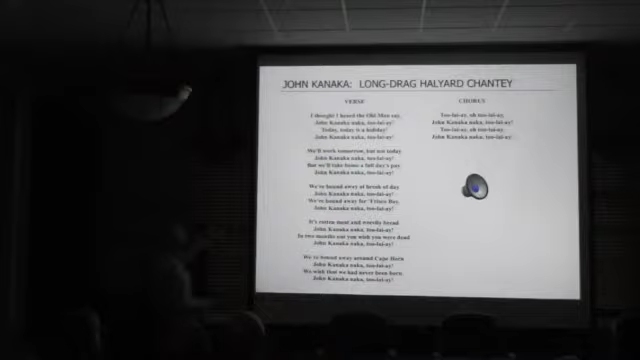 JOHN KANAKA: LONG-DRAG HALYARD CHANTEY
VERSE
I thought I heard the Old Man say,
John Kanaka naka, too-lai-ay!
Today, today is a holiday!
John Kanaka naka, too-lai-ay!
We'll work tomorrow, but not today
John Kanaka naka, too-lai-ay!
But we'll take home a full day's pay
John Kanaka naka, too-lai-ay!
We're bound away at break of day
John Kanaka naka, too-lai-ay!
We're bound away for 'Frisco Bay
John Kanaka naka, too-lai-ay!
It's rotten meat and weevily bread
John Kanaka naka, too-lai-ay!
In two months out you wish you were dead
John Kanaka naka, too-lai-ay!
We're bound away around Cape Horn
John Kanaka naka, too-lai-ay!
We wish that we had never been born
John Kanaka naka, too-lai-ay!
CHORUS
Too-lai-ay, oh too-lai-ay,
John Kanaka naka, too-lai-ay!
Too-lai-ay, oh too-lai-ay,
John Kanaka naka, too-lai-ay!